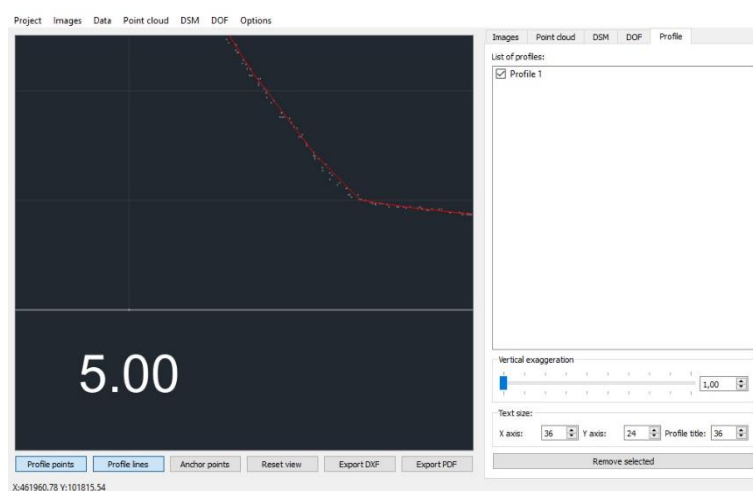 Project Images Data Point cloud DSM DOF Options
Images Point cloud DSM DOF Profile
List of profiles:
Profile 1
5.00
Vertical exaggeration
1,00
Text size:
X axis: 36 Y axis: 24 Profile title: 36
Remove selected
Profile points Profile lines Anchor points Reset view Export DXF Export PDF
X:461960.78 Y:101815.54